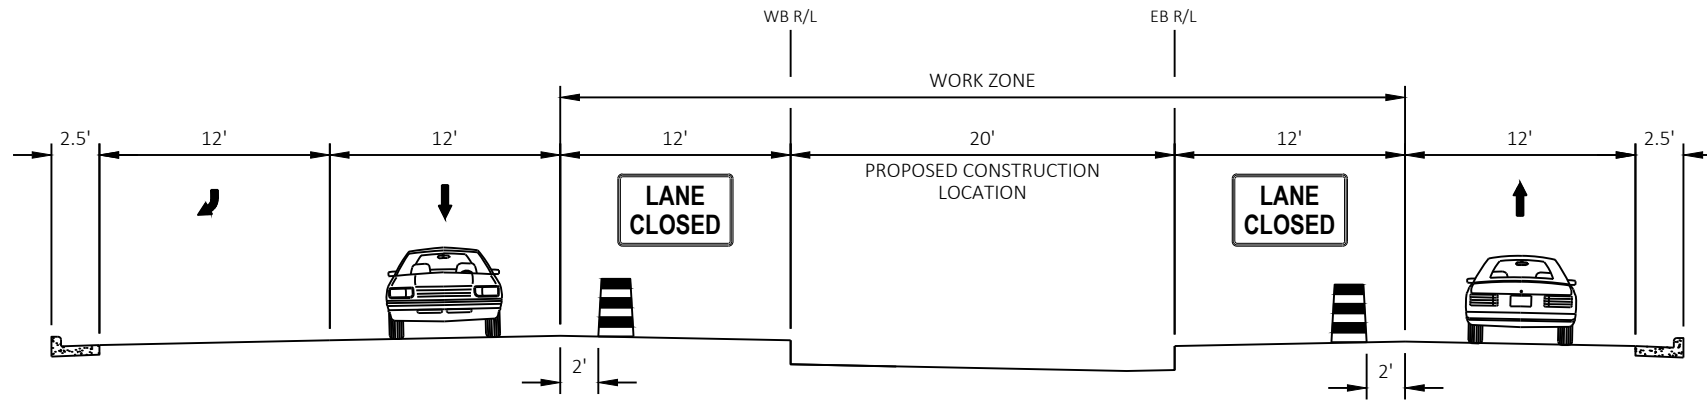 WB R/L
EB R/L
WORK ZONE
2.5'
12'
12'
12'
20'
12'
12'
2.5'
PROPOSED CONSTRUCTION
LOCATION
LANE
CLOSED
LANE
CLOSED
2'
2'